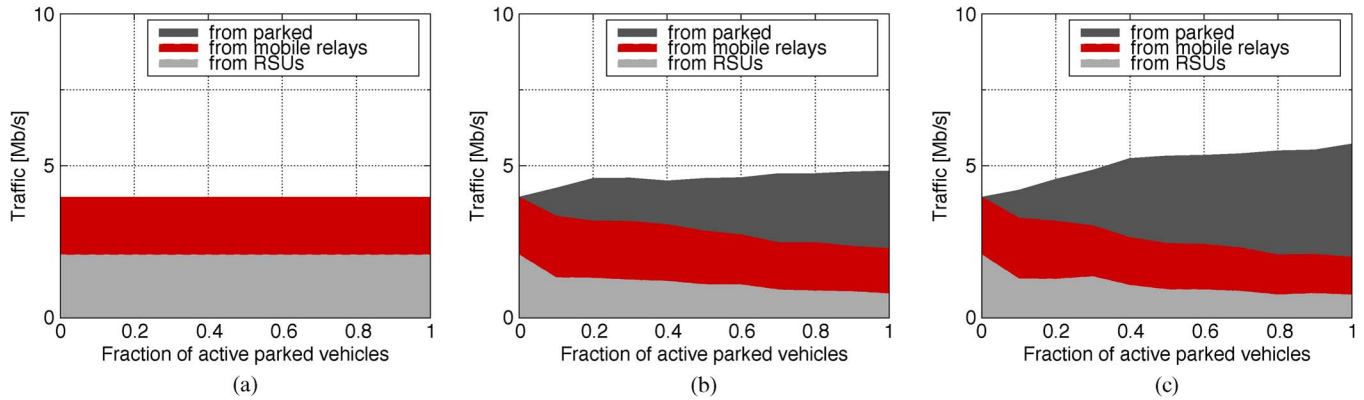 10
5
0
Traffic [Mb/s]
from parked
from mobile relays
from RSUs
0 0.2 0.4 0.6 0.8 1
Fraction of active parked vehicles
(a)
10
5
0
Traffic [Mb/s]
from parked
from mobile relays
from RSUs
0 0.2 0.4 0.6 0.8 1
Fraction of active parked vehicles
(b)
10
5
0
Traffic [Mb/s]
from parked
from mobile relays
from RSUs
0 0.2 0.4 0.6 0.8 1
Fraction of active parked vehicles
(c)